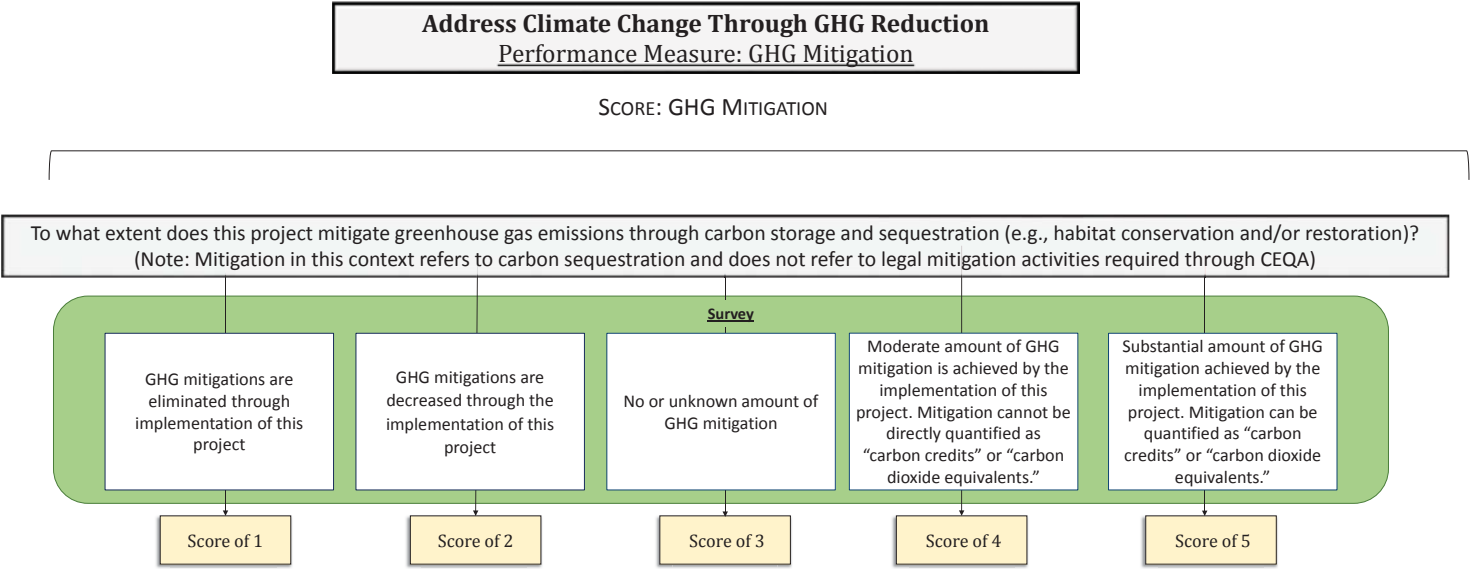 Address Climate Change Through GHG Reduction
Performance Measure: GHG Mitigation
SCORE: GHG MITIGATION
To what extent does this project mitigate greenhouse gas emissions through carbon storage and sequestration (e.g., habitat conservation and/or restoration)?
(Note: Mitigation in this context refers to carbon sequestration and does not refer to legal mitigation activities required through CEQA)
Survey
GHG mitigations are
eliminated through
implementation of this
project
GHG mitigations are
decreased through the
implementation of this
project
No or unknown amount of
GHG mitigation
Moderate amount of GHG
mitigation is achieved by the
implementation of this
project. Mitigation cannot be
directly quantified as
“carbon credits” or “carbon
dioxide equivalents.”
Substantial amount of GHG
mitigation achieved by the
implementation of this
project. Mitigation can be
quantified as “carbon
credits” or “carbon dioxide
equivalents.”
Score of 1
Score of 2
Score of 3
Score of 4
Score of 5